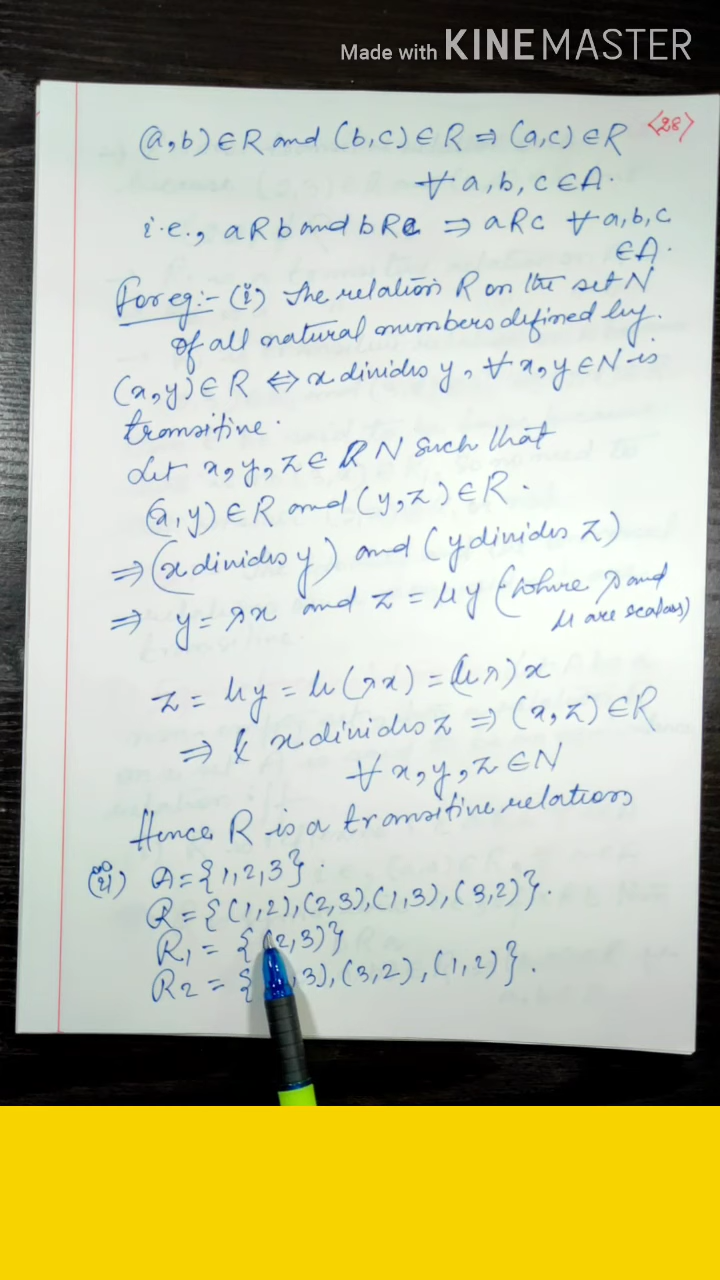 Made with KINEMASTER
<28>
(a,b) ∈ R and (b,c) ∈ R ⇒ (a,c) ∈ R
∀ a, b, c ∈ A.
i.e., aRb and bRc ⇒ aRc ∀ a, b, c
∈ A.
For eg:- (i) The relation R on the set N
of all natural numbers defined by.
(x,y) ∈ R ⇔ x divides y, ∀ x, y ∈ N is
transitive.
Let x, y, z ∈ N such that
(x,y) ∈ R and (y,z) ∈ R.
⇒ (x divides y) and (y divides z)
⇒ y = λx and z = μy (where λ and
μ are scalars)
z = μy = μ(λx) = (μλ)x
⇒ x divides z ⇒ (x,z) ∈ R
∀ x, y, z ∈ N
Hence R is a transitive relation
(ii) A = {1,2,3}.
R = {(1,2),(2,3),(1,3),(3,2)}.
R1 = {(2,3)}
R2 = { ,3),(3,2),(1,2)}.